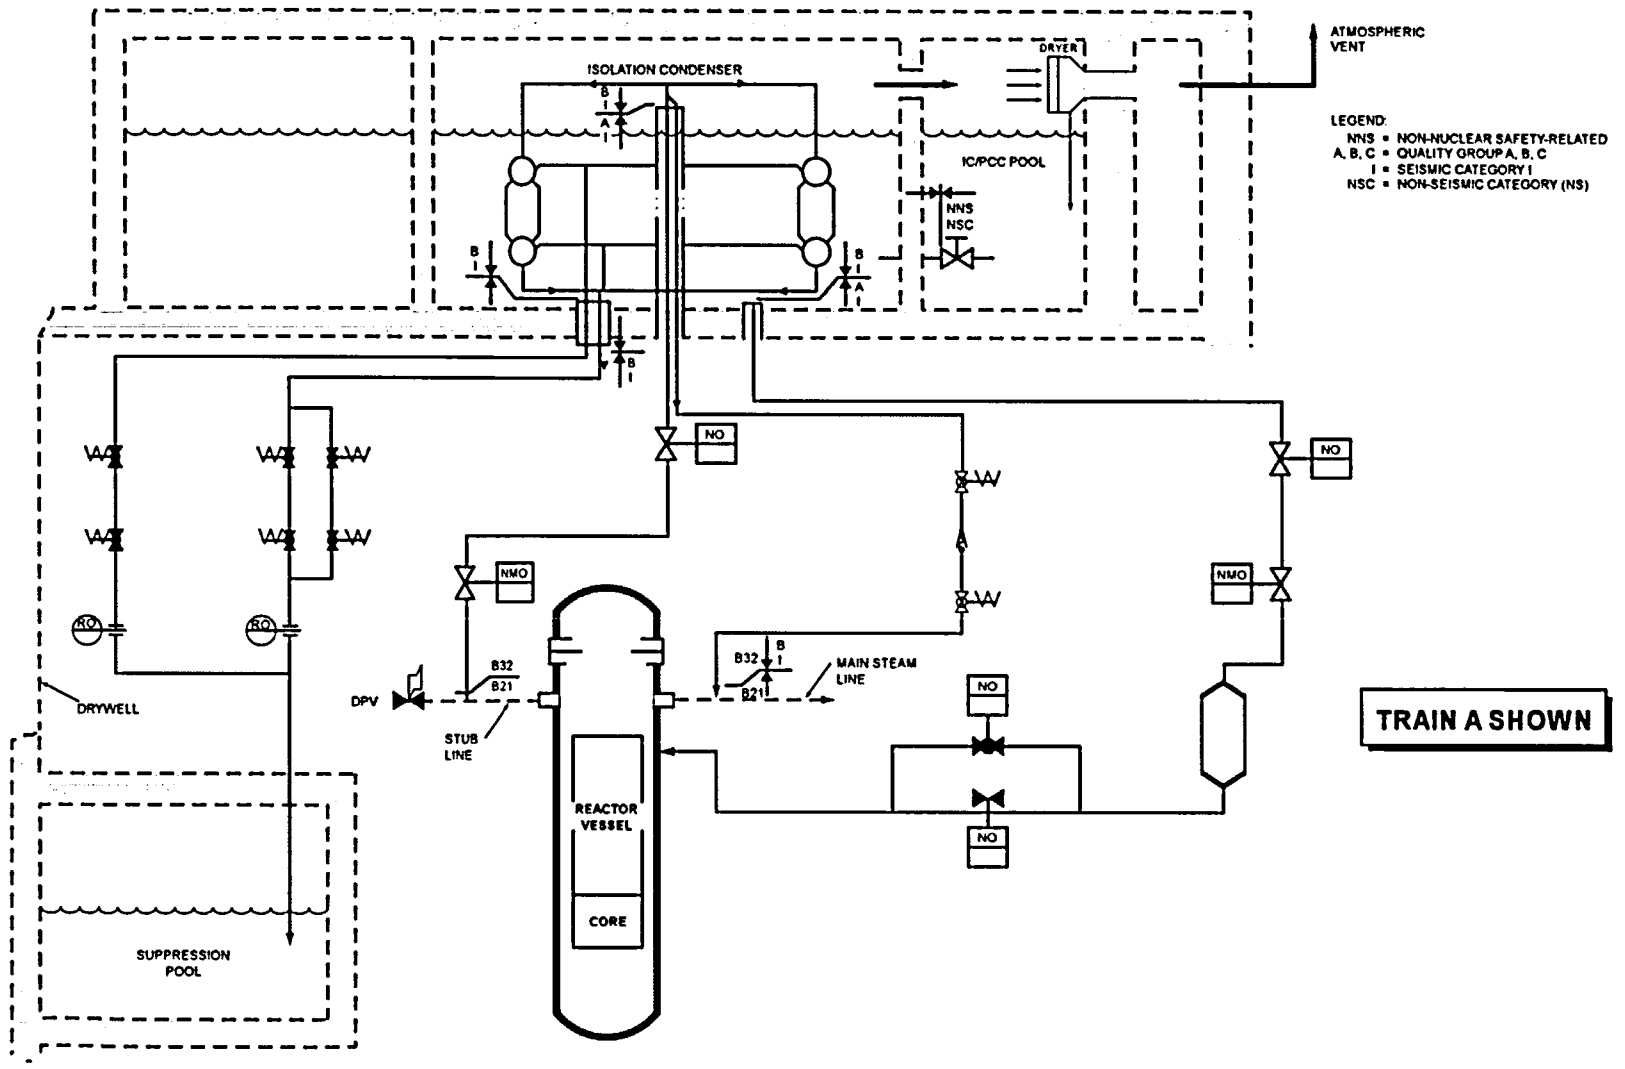 ATMOSPHERIC
VENT
DRYER
ISOLATION CONDENSER
B
I
A
I
LEGEND:
NNS = NON-NUCLEAR SAFETY-RELATED
A, B, C = QUALITY GROUP A, B, C
I = SEISMIC CATEGORY I
NSC = NON-SEISMIC CATEGORY (NS)
IC/PCC POOL
NNS
NSC
B
I
B
I
A
I
B
I
NO
NO
NMO
NMO
RO
RO
B32
B21
B32
B21
B
I
MAIN STEAM
LINE
DPV
STUB
LINE
DRYWELL
NO
TRAIN A SHOWN
REACTOR
VESSEL
NO
CORE
SUPPRESSION
POOL